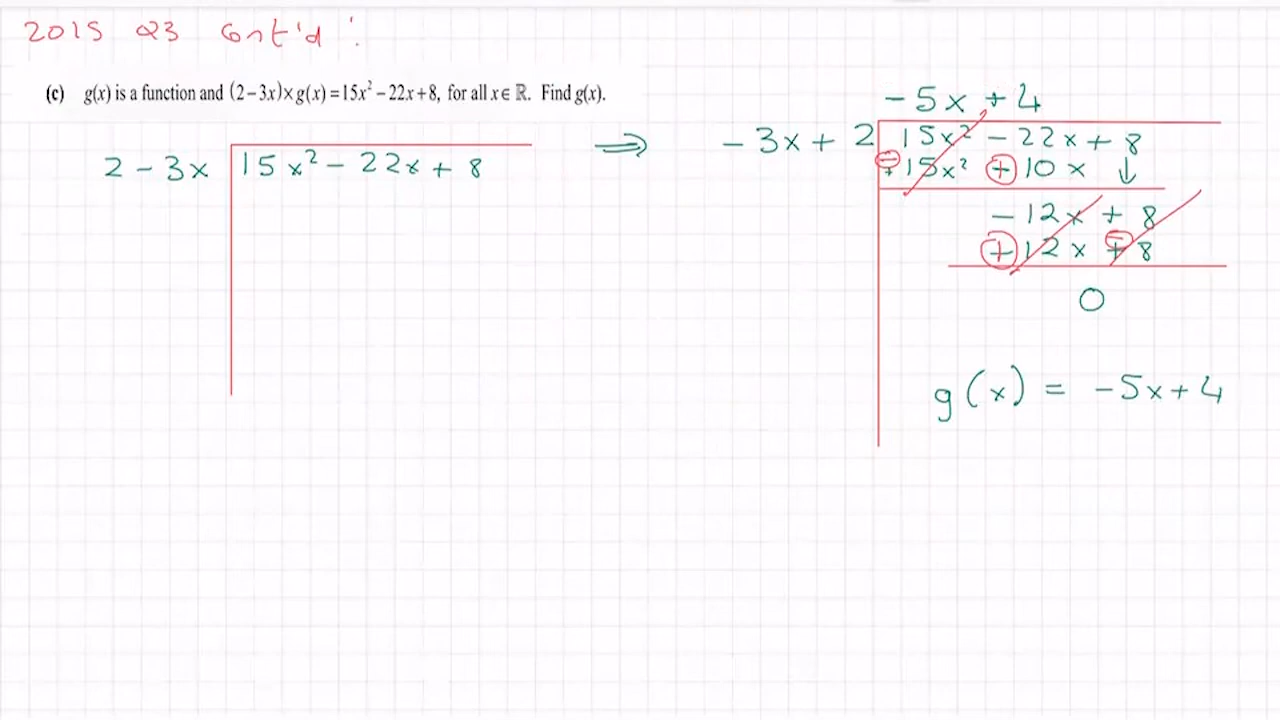 2015 Q3 Cont'd :
(c) g(x) is a function and (2−3x)×g(x)=15x²−22x+8, for all x∈ℝ. Find g(x).
2 − 3x 15x² − 22x + 8
⇒
−5x + 4
−3x + 2 15x² − 22x + 8
⊖ +15x² ⊕ 10x ↓
−12x + 8
⊕ 12x ⊖ + 8
0
g(x) = −5x+4